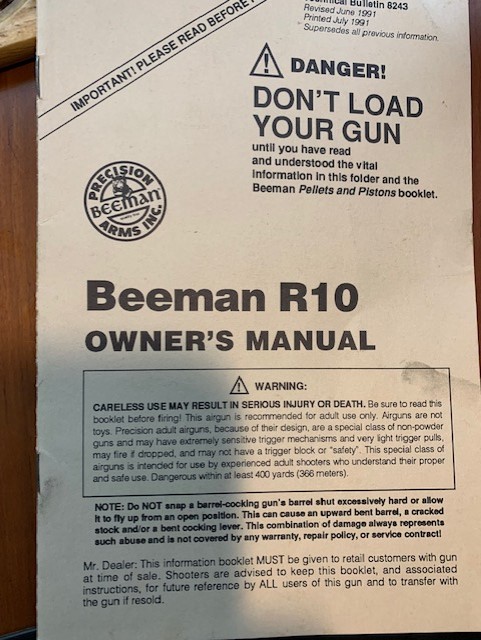 Technical Bulletin 8243
Revised June 1991
Printed July 1991
Supersedes all previous information.
IMPORTANT! PLEASE READ BEFORE
DANGER!
DON'T LOAD
YOUR GUN
until you have read
and understood the vital
information in this folder and the
Beeman Pellets and Pistons booklet.
PRECISION
BEEMAN
ARMS INC.
Beeman R10
OWNER'S MANUAL
WARNING:
CARELESS USE MAY RESULT IN SERIOUS INJURY OR DEATH. Be sure to read this
booklet before firing! This airgun is recommended for adult use only. Airguns are not
toys. Precision adult airguns, because of their design, are a special class of non-powder
guns and may have extremely sensitive trigger mechanisms and very light trigger pulls,
may fire if dropped, and may not have a trigger block or "safety". This special class of
airguns is intended for use by experienced adult shooters who understand their proper
and safe use. Dangerous within at least 400 yards (366 meters).
NOTE: Do NOT snap a barrel-cocking gun's barrel shut excessively hard or allow
it to fly up from an open position. This can cause an upward bent barrel, a cracked
stock and/or a bent cocking lever. This combination of damage always represents
such abuse and is not covered by any warranty, repair policy, or service contract!
Mr. Dealer: This information booklet MUST be given to retail customers with gun
at time of sale. Shooters are advised to keep this booklet, and associated
instructions, for future reference by ALL users of this gun and to transfer with
the gun if resold.